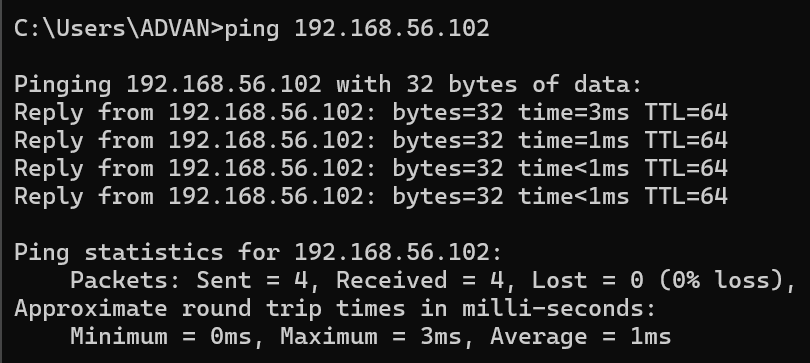 C:\Users\ADVAN>ping 192.168.56.102
Pinging 192.168.56.102 with 32 bytes of data:
Reply from 192.168.56.102: bytes=32 time=3ms TTL=64
Reply from 192.168.56.102: bytes=32 time=1ms TTL=64
Reply from 192.168.56.102: bytes=32 time<1ms TTL=64
Reply from 192.168.56.102: bytes=32 time<1ms TTL=64
Ping statistics for 192.168.56.102:
    Packets: Sent = 4, Received = 4, Lost = 0 (0% loss),
Approximate round trip times in milli-seconds:
    Minimum = 0ms, Maximum = 3ms, Average = 1ms